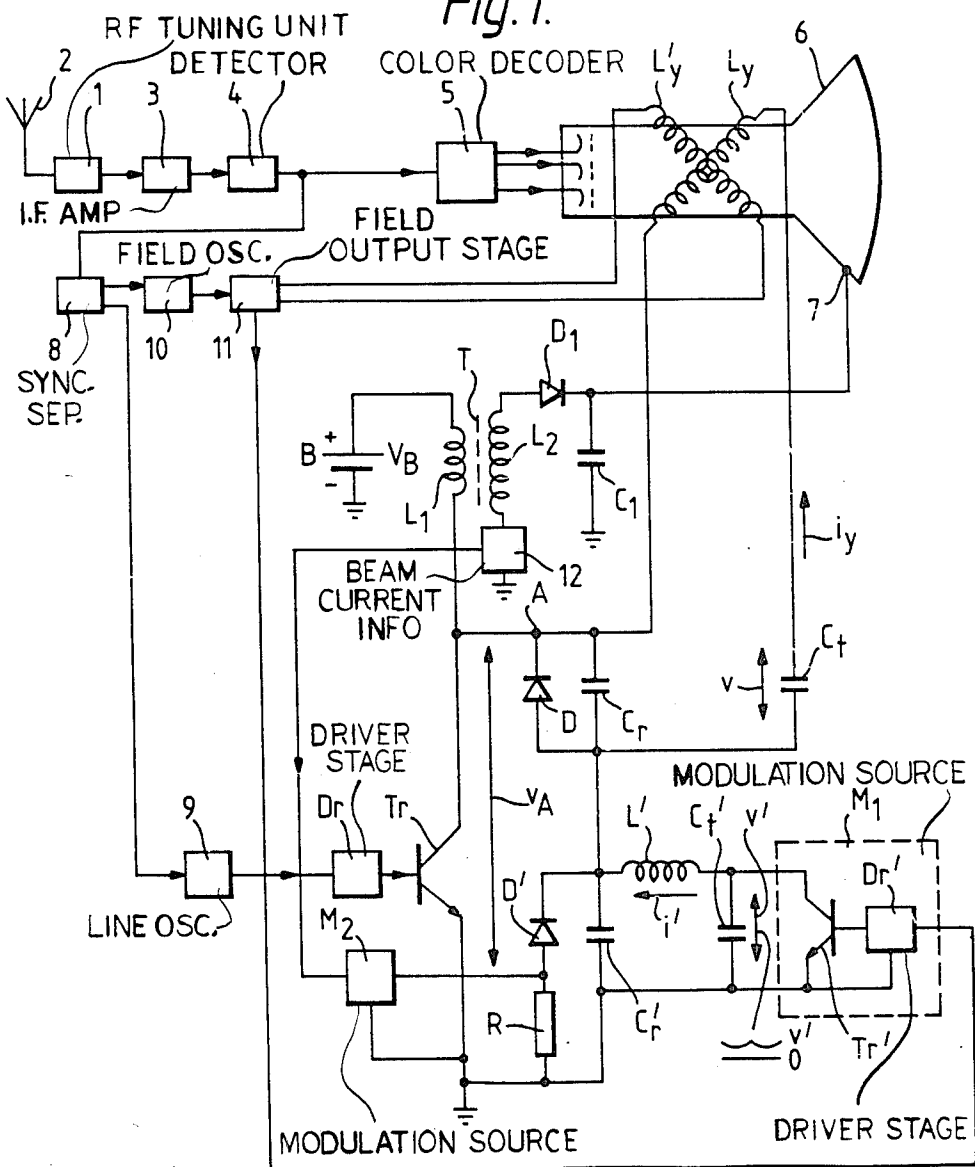 Fig. 1.
RF TUNING UNIT
DETECTOR
COLOR DECODER
2
1
3
4
5
L'y
Ly
6
I.F. AMP
FIELD
OUTPUT STAGE
FIELD OSC.
8
10
11
7
SYNC.
SEP.
T
D1
B
+
-
VB
L1
L2
C1
12
BEAM
CURRENT
INFO
iy
A
D
Cr
v
Ct
DRIVER
STAGE
MODULATION SOURCE
9
Dr
Tr
vA
L'
Ct'
v'
M1
Dr'
LINE OSC.
D'
i'
M2
R
Cr'
v'
0
Tr'
MODULATION SOURCE
DRIVER STAGE